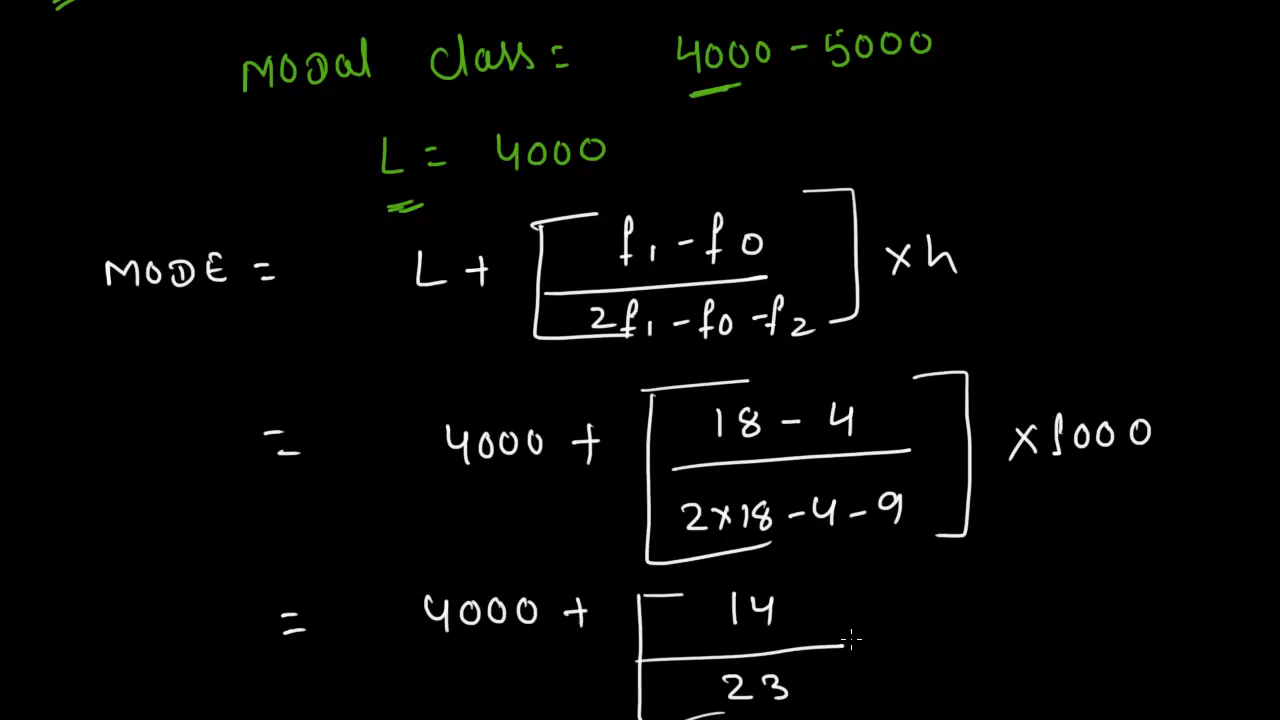 Modal class = 4000 - 5000
L = 4000
MODE = L + [ f1 - f0 / 2f1 - f0 - f2 ] × h
= 4000 + [ 18 - 4 / 2×18 - 4 - 9 ] × 1000
= 4000 + [ 14 / 23